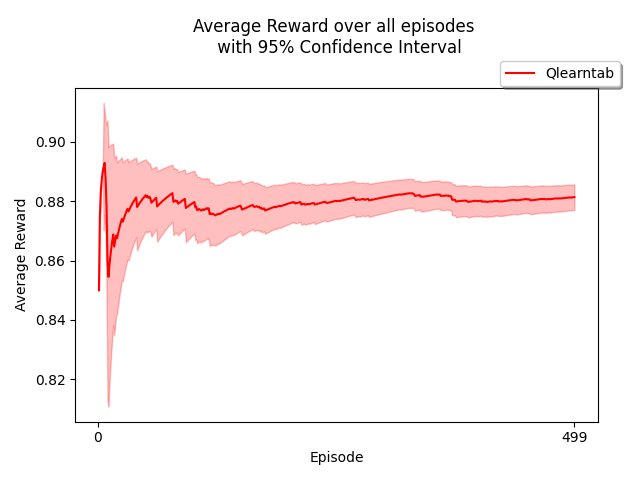 Average Reward over all episodes
with 95% Confidence Interval
Qlearntab
0.90
0.88
0.86
0.84
0.82
Average Reward
0
499
Episode